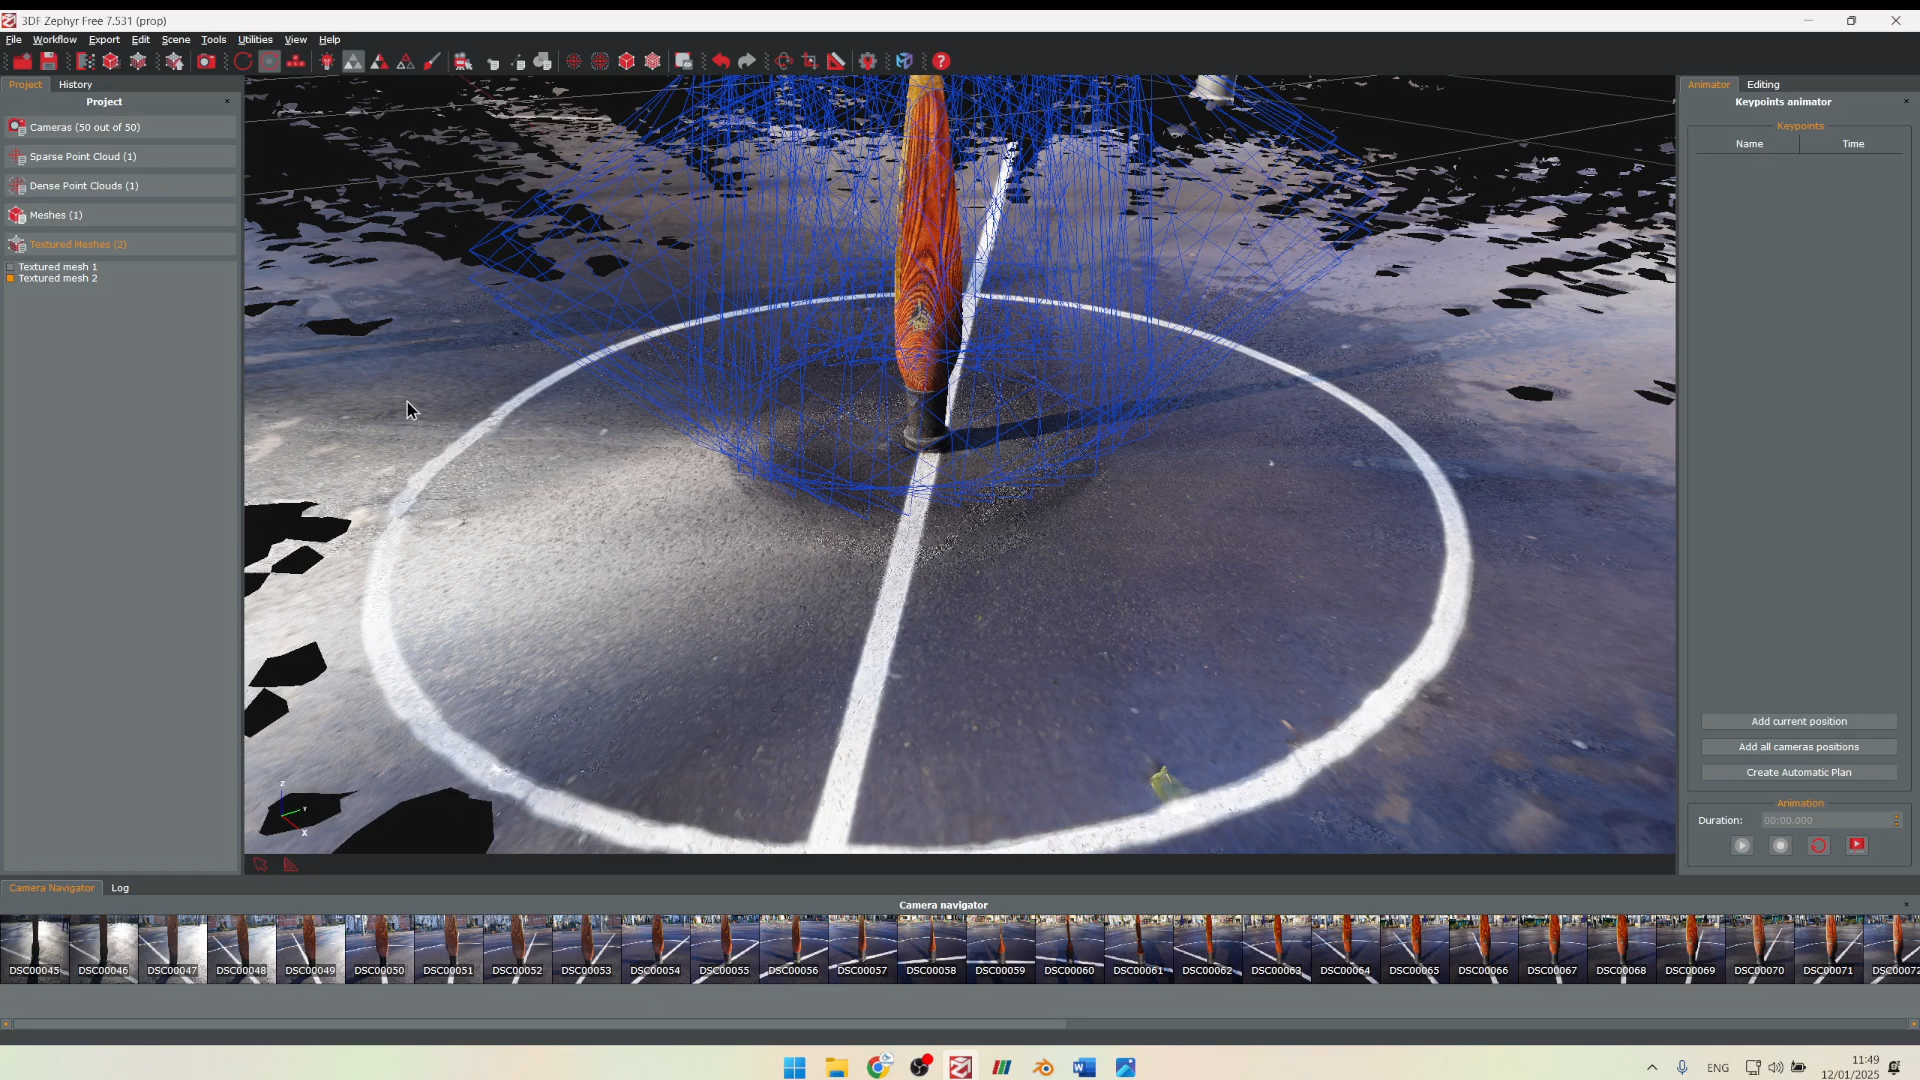 3DF Zephyr Free 7.531 (prop)
File Workflow Export Edit Scene Tools Utilities View Help
Project History
Project
Cameras (50 out of 50)
Sparse Point Cloud (1)
Dense Point Clouds (1)
Meshes (1)
Textured Meshes (2)
Textured mesh 1
Textured mesh 2
Z
Y
X
Animator Editing
Keypoints animator
Keypoints
Name Time
Add current position
Add all cameras positions
Create Automatic Plan
Animation
Duration: 00:00.000
Camera Navigator Log
Camera navigator
DSC00045 DSC00046 DSC00047 DSC00048 DSC00049 DSC00050 DSC00051 DSC00052 DSC00053 DSC00054 DSC00055 DSC00056 DSC00057 DSC00058 DSC00059 DSC00060 DSC00061 DSC00062 DSC00063 DSC00064 DSC00065 DSC00066 DSC00067 DSC00068 DSC00069 DSC00070 DSC00071 DSC00072
ENG
11:49
12/01/2025